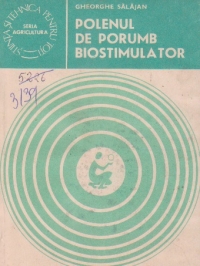 GHEORGHE SĂLĂJAN
POLENUL
DE PORUMB
BIOSTIMULATOR
ȘTIINȚA ȘI TEHNICA PENTRU TOȚI
SERIA
AGRICULTURA
3/39